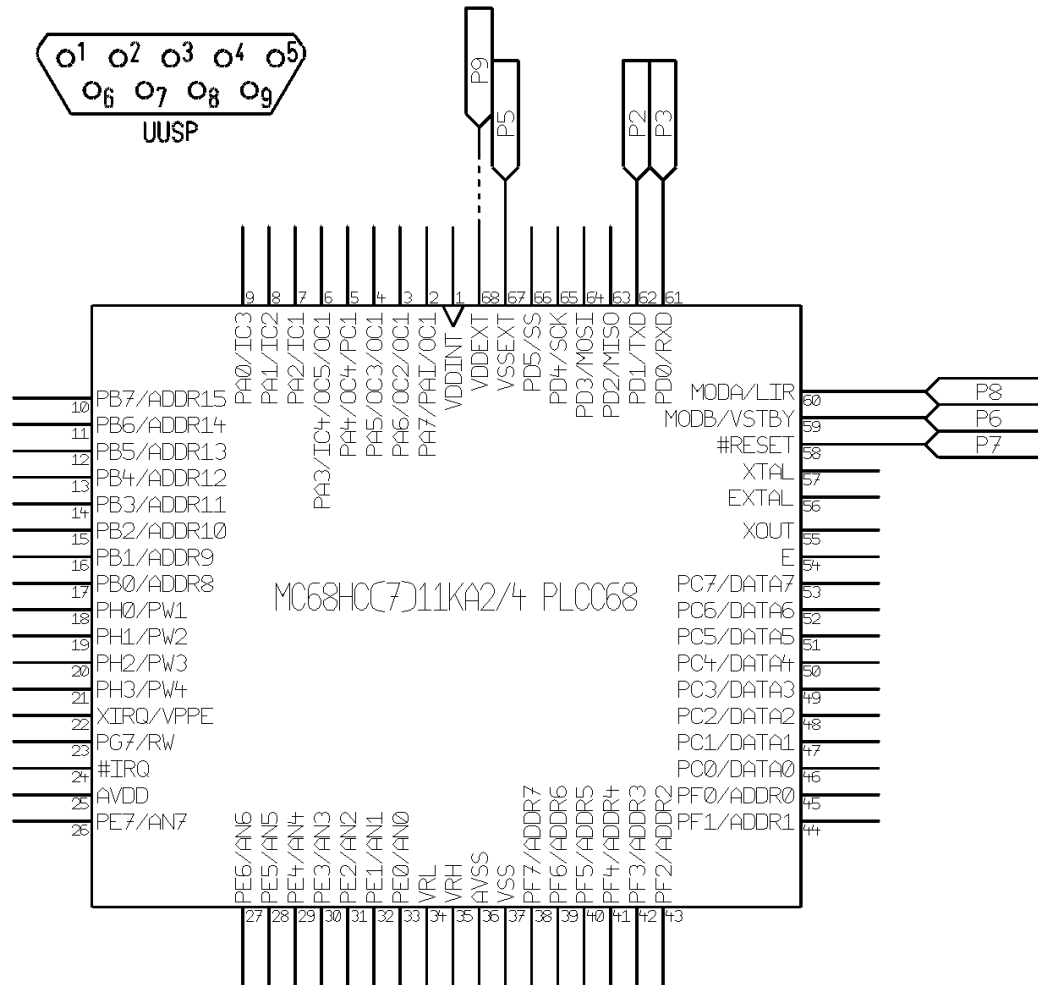 1 2 3 4 5
6 7 8 9
UUSP
P9
P5
P2
P3
9 8 7 6 5 4 3 2 1 68 67 66 65 64 63 62 61
PA0/IC3
PA1/IC2
PA2/IC1
PA3/IC4/OC5/OC1
PA4/OC4/PC1
PA5/OC3/OC1
PA6/OC2/OC1
PA7/PAI/OC1
VDDINT
VDDEXT
VSSEXT
PD5/SS
PD4/SCK
PD3/MOSI
PD2/MISO
PD1/TXD
PD0/RXD
10 PB7/ADDR15
11 PB6/ADDR14
12 PB5/ADDR13
13 PB4/ADDR12
14 PB3/ADDR11
15 PB2/ADDR10
16 PB1/ADDR9
17 PB0/ADDR8
18 PH0/PW1
19 PH1/PW2
20 PH2/PW3
21 PH3/PW4
22 XIRQ/VPPE
23 PG7/RW
24 #IRQ
25 AVDD
26 PE7/AN7
MC68HC(7)11KA2/4 PLCC68
MODA/LIR 60 P8
MODB/VSTBY 59 P6
#RESET 58 P7
XTAL 57
EXTAL 56
XOUT 55
E 54
PC7/DATA7 53
PC6/DATA6 52
PC5/DATA5 51
PC4/DATA4 50
PC3/DATA3 49
PC2/DATA2 48
PC1/DATA1 47
PC0/DATA0 46
PF0/ADDR0 45
PF1/ADDR1 44
PE6/AN6
PE5/AN5
PE4/AN4
PE3/AN3
PE2/AN2
PE1/AN1
PE0/AN0
VRL
VRH
AVSS
VSS
PF7/ADDR7
PF6/ADDR6
PF5/ADDR5
PF4/ADDR4
PF3/ADDR3
PF2/ADDR2
27 28 29 30 31 32 33 34 35 36 37 38 39 40 41 42 43